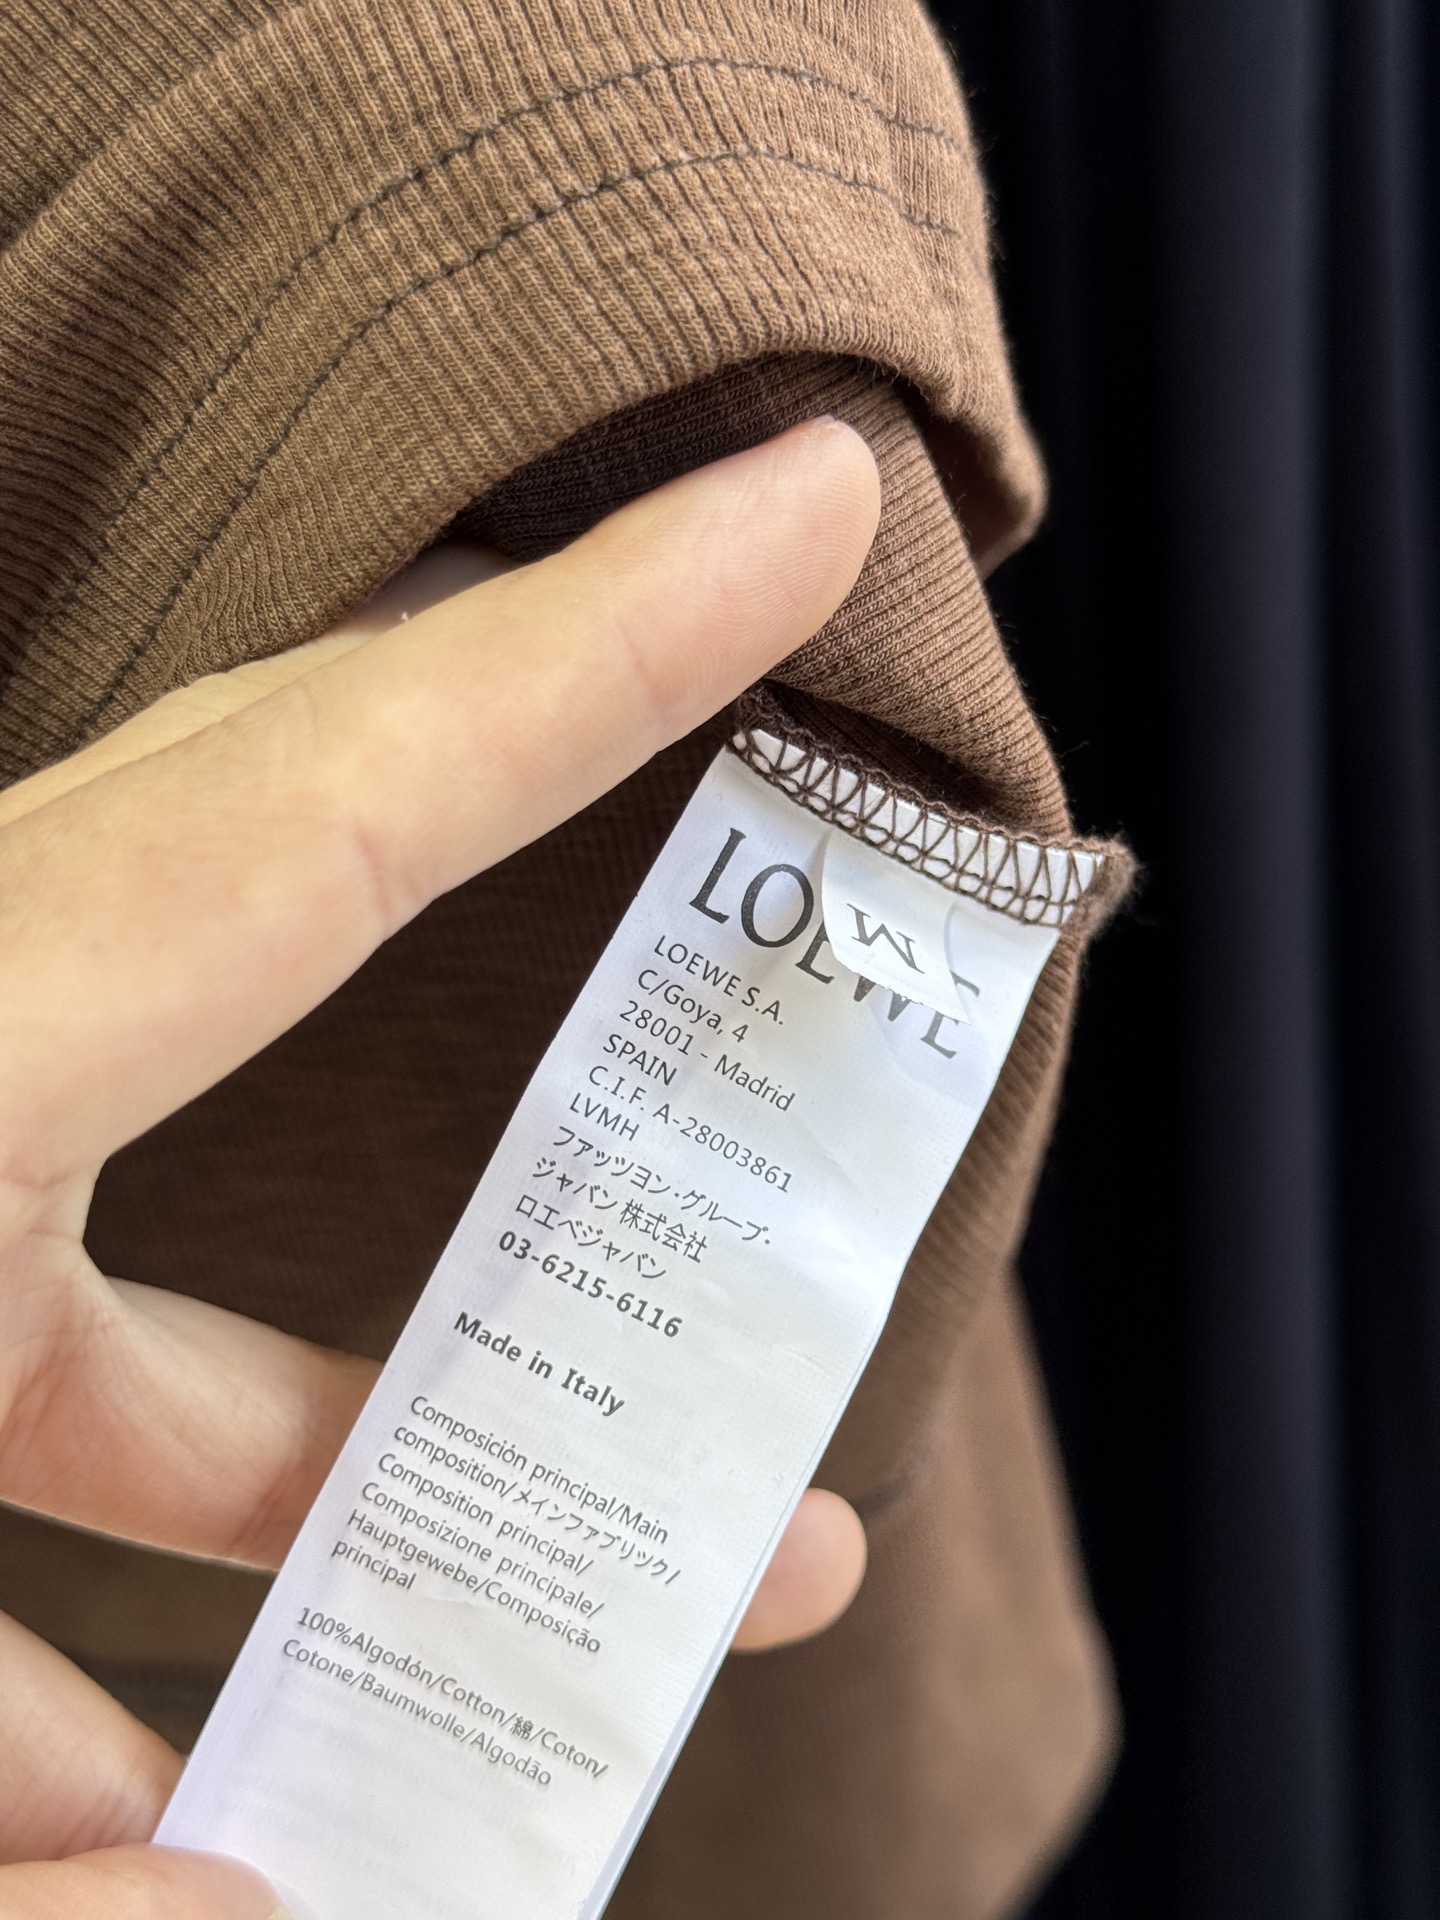 LOEWE
M
LOEWE S.A.
C/Goya, 4
28001 - Madrid
SPAIN
C.I.F. A-28003861
LVMH
ファッツヨン·グループ·
ジャバン 株式会社
ロエベジャバン
03-6215-6116
Made in Italy
Composición principal/Main
composition/メインファブリック/
Composition principal/
Composizione principale/
Hauptgewebe/Composição
principal
100%Algodón/Cotton/綿/Coton/
Cotone/Baumwolle/Algodão